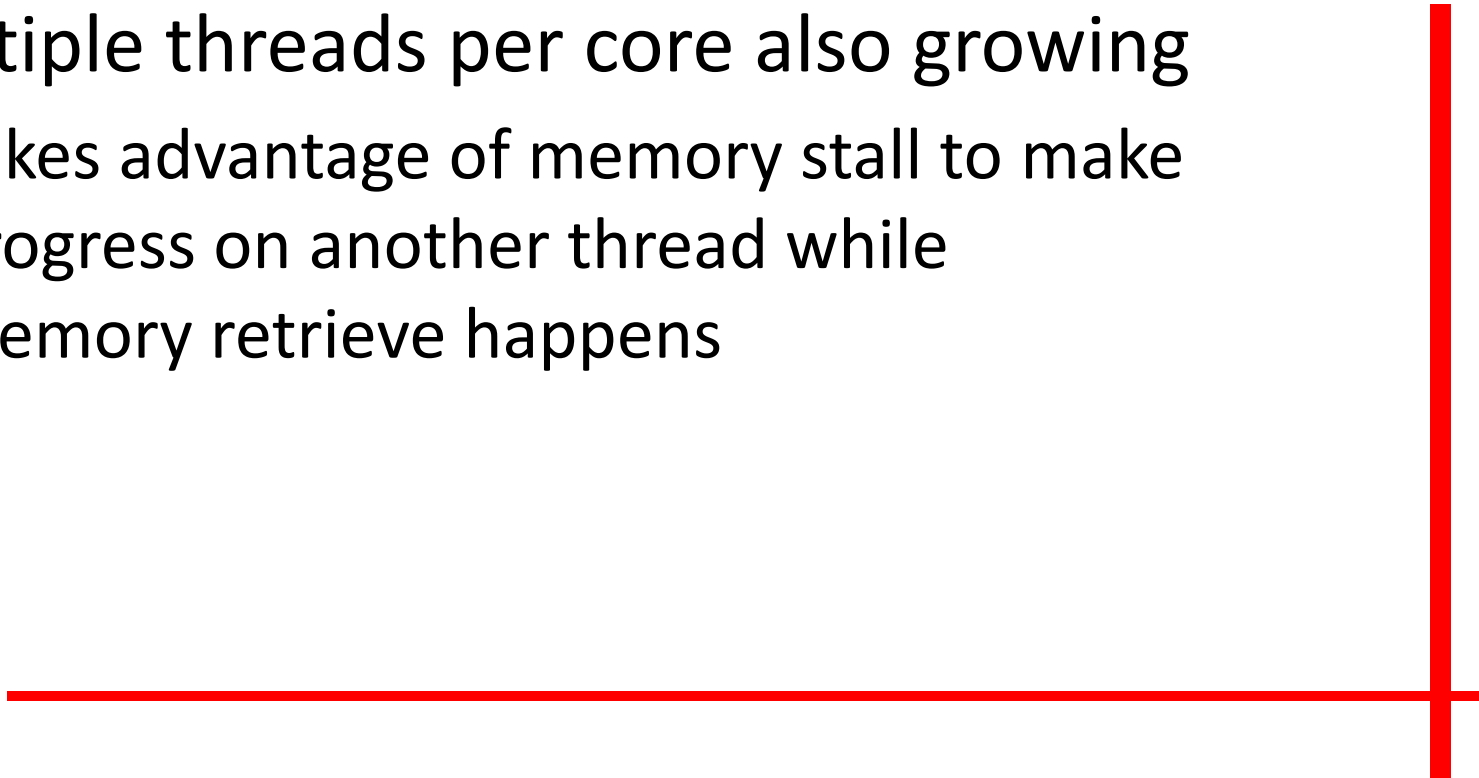 tiple threads per core also growing
kes advantage of memory stall to make
rogress on another thread while
emory retrieve happens